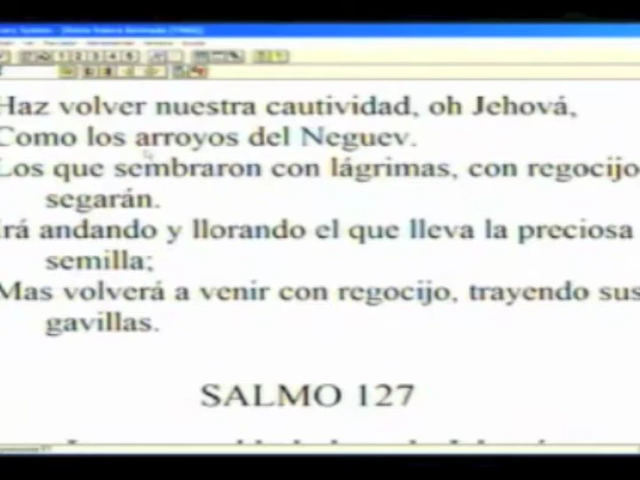 Haz volver nuestra cautividad, oh Jehová,
Como los arroyos del Neguev.
Los que sembraron con lágrimas, con regocijo
segarán.
Irá andando y llorando el que lleva la preciosa
semilla;
Mas volverá a venir con regocijo, trayendo sus
gavillas.
SALMO 127